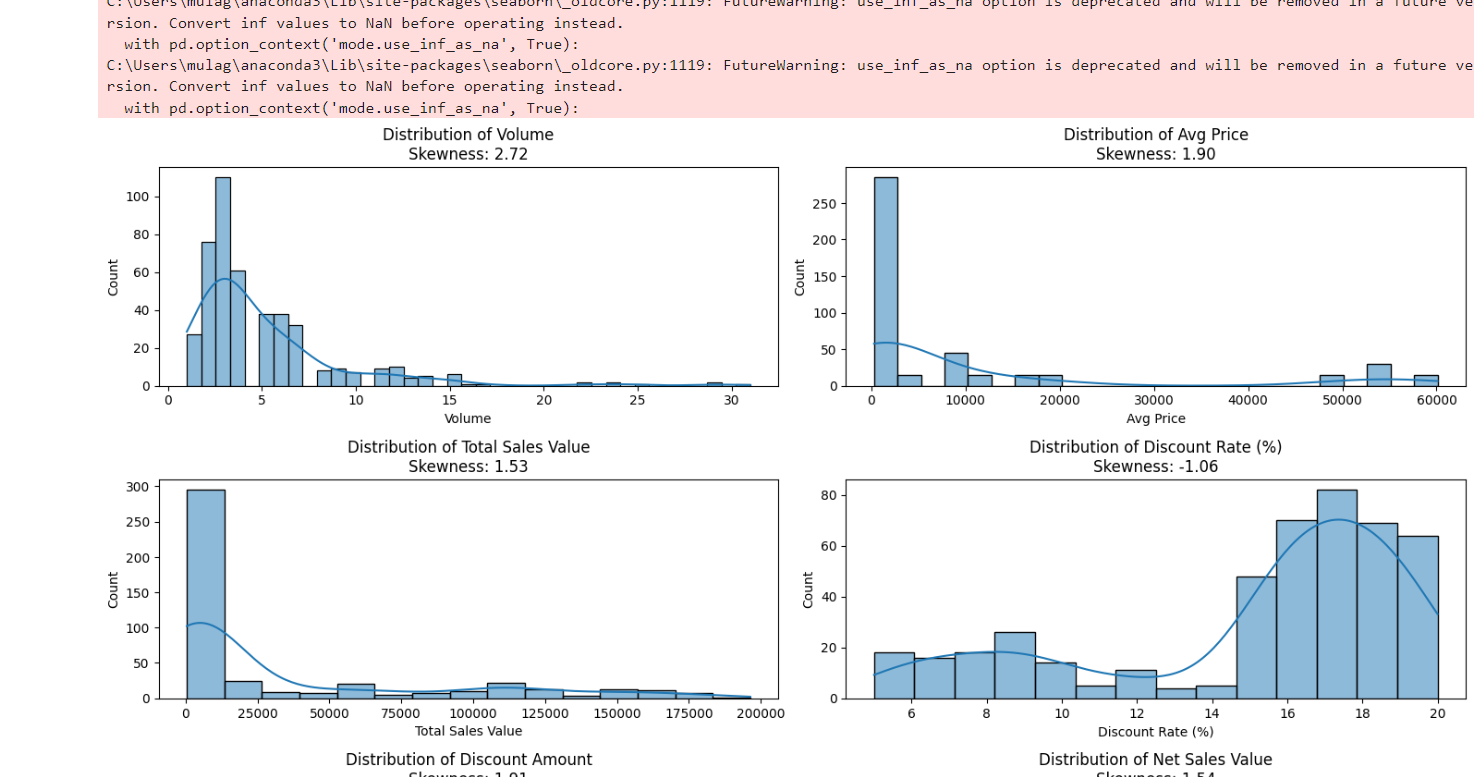 C:\Users\mulag\anaconda3\Lib\site-packages\seaborn\_oldcore.py:1119: FutureWarning: use_inf_as_na option is deprecated and will be removed in a future ve
rsion. Convert inf values to NaN before operating instead.
  with pd.option_context('mode.use_inf_as_na', True):
C:\Users\mulag\anaconda3\Lib\site-packages\seaborn\_oldcore.py:1119: FutureWarning: use_inf_as_na option is deprecated and will be removed in a future ve
rsion. Convert inf values to NaN before operating instead.
  with pd.option_context('mode.use_inf_as_na', True):
Distribution of Volume
Skewness: 2.72
100
80
60
40
20
0
Count
0 5 10 15 20 25 30
Volume
Distribution of Avg Price
Skewness: 1.90
250
200
150
100
50
0
Count
0 10000 20000 30000 40000 50000 60000
Avg Price
Distribution of Total Sales Value
Skewness: 1.53
300
250
200
150
100
50
0
Count
0 25000 50000 75000 100000 125000 150000 175000 200000
Total Sales Value
Distribution of Discount Rate (%)
Skewness: -1.06
80
60
40
20
0
Count
6 8 10 12 14 16 18 20
Discount Rate (%)
Distribution of Discount Amount
Skewness: 1.91
Distribution of Net Sales Value
Skewness: 1.54